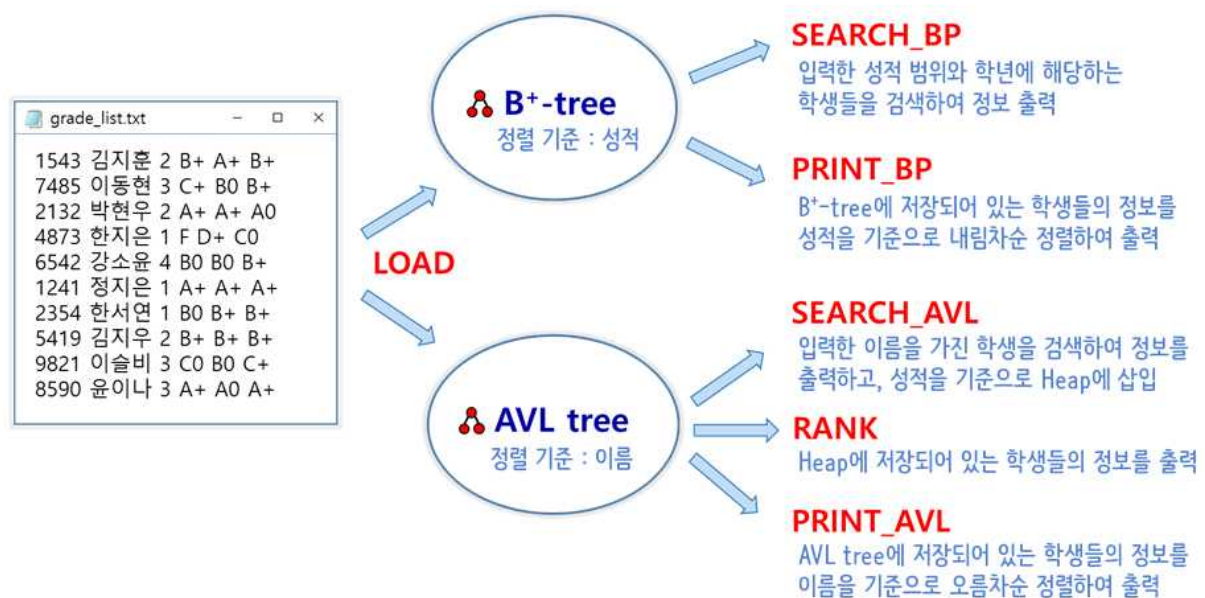 grade_list.txt
1543 김지훈 2 B+ A+ B+
7485 이동현 3 C+ B0 B+
2132 박현우 2 A+ A+ A0
4873 한지은 1 F D+ C0
6542 강소윤 4 B0 B0 B+
1241 정지은 1 A+ A+ A+
2354 한서연 1 B0 B+ B+
5419 김지우 2 B+ B+ B+
9821 이슬비 3 C0 B0 C+
8590 윤이나 3 A+ A0 A+
LOAD
B+-tree
정렬 기준 : 성적
AVL tree
정렬 기준 : 이름
SEARCH_BP
입력한 성적 범위와 학년에 해당하는
학생들을 검색하여 정보 출력
PRINT_BP
B+-tree에 저장되어 있는 학생들의 정보를
성적을 기준으로 내림차순 정렬하여 출력
SEARCH_AVL
입력한 이름을 가진 학생을 검색하여 정보를
출력하고, 성적을 기준으로 Heap에 삽입
RANK
Heap에 저장되어 있는 학생들의 정보를 출력
PRINT_AVL
AVL tree에 저장되어 있는 학생들의 정보를
이름을 기준으로 오름차순 정렬하여 출력